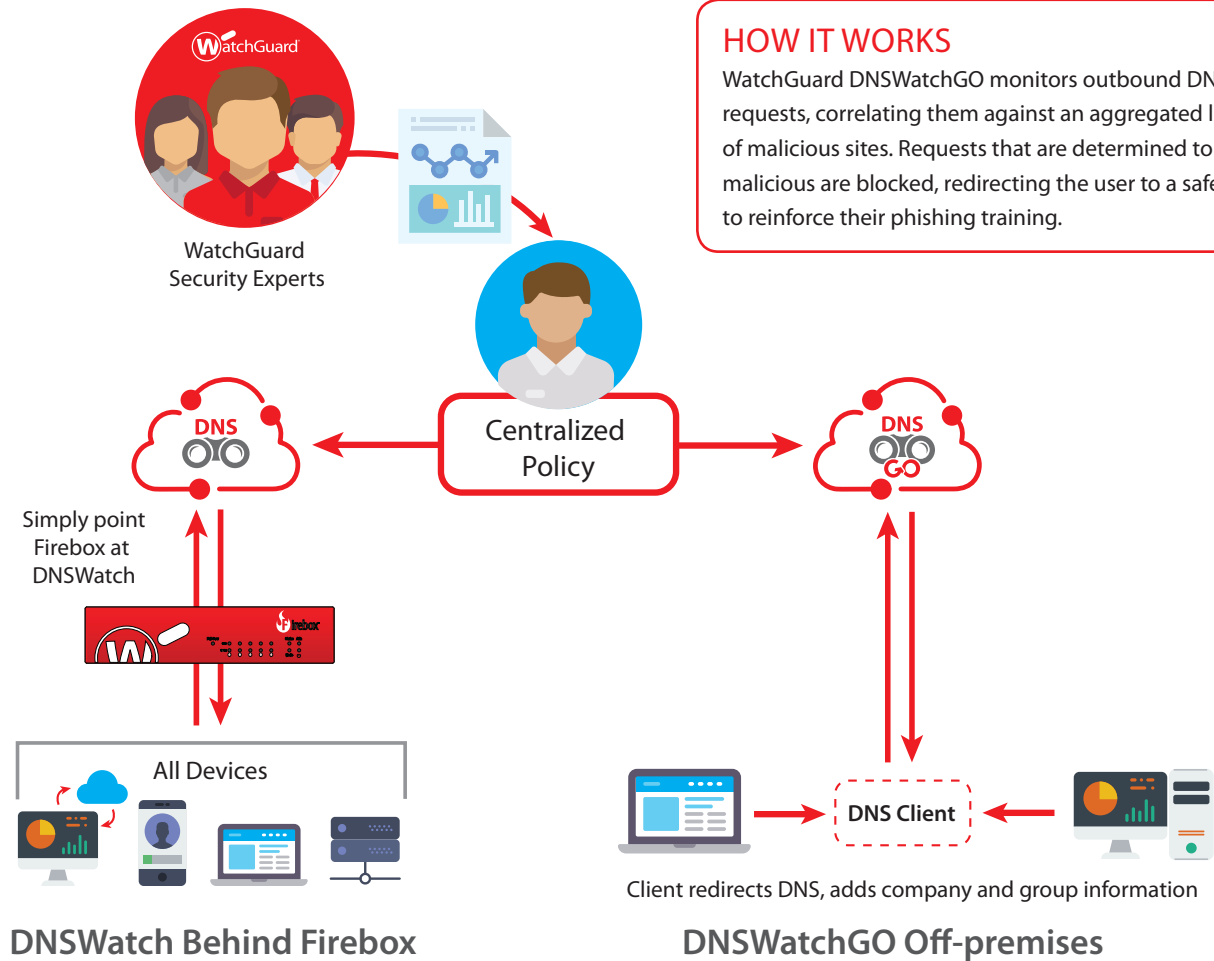 WatchGuard
WatchGuard
Security Experts
HOW IT WORKS
WatchGuard DNSWatchGO monitors outbound DN
requests, correlating them against an aggregated l
of malicious sites. Requests that are determined to
malicious are blocked, redirecting the user to a safe
to reinforce their phishing training.
Centralized
Policy
DNS
DNS
GO
Simply point
Firebox at
DNSWatch
Firebox
All Devices
DNS Client
Client redirects DNS, adds company and group information
DNSWatch Behind Firebox
DNSWatchGO Off-premises